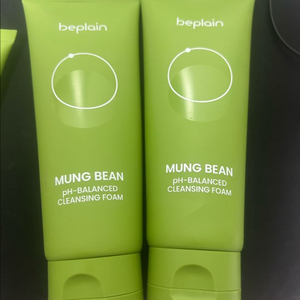 beplain
MUNG BEAN
pH-BALANCED
CLEANSING FOAM
beplain
MUNG BEAN
pH-BALANCED
CLEANSING FOAM